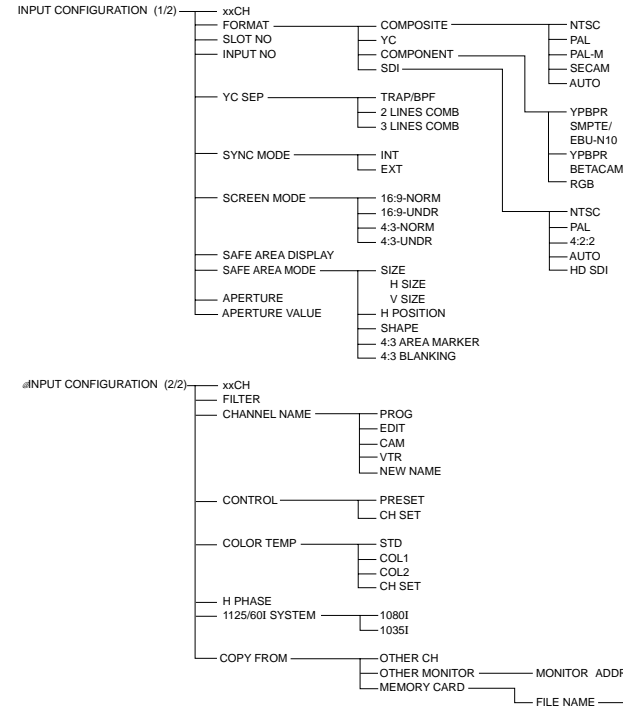 INPUT CONFIGURATION (1/2) xxCH
FORMAT COMPOSITE NTSC
SLOT NO YC PAL
INPUT NO COMPONENT PAL-M
SDI SECAM
AUTO
YC SEP TRAP/BPF YPBPR
2 LINES COMB SMPTE/
3 LINES COMB EBU-N10
SYNC MODE INT YPBPR
EXT BETACAM
RGB
SCREEN MODE 16:9-NORM
16:9-UNDR NTSC
4:3-NORM PAL
4:3-UNDR 4:2:2
SAFE AREA DISPLAY AUTO
SAFE AREA MODE SIZE HD SDI
H SIZE
APERTURE V SIZE
APERTURE VALUE H POSITION
SHAPE
4:3 AREA MARKER
4:3 BLANKING
INPUT CONFIGURATION (2/2) xxCH
FILTER
CHANNEL NAME PROG
EDIT
CAM
VTR
NEW NAME
CONTROL PRESET
CH SET
COLOR TEMP STD
COL1
COL2
CH SET
H PHASE
1125/60I SYSTEM 1080I
1035I
COPY FROM OTHER CH
OTHER MONITOR MONITOR ADDR
MEMORY CARD
FILE NAME